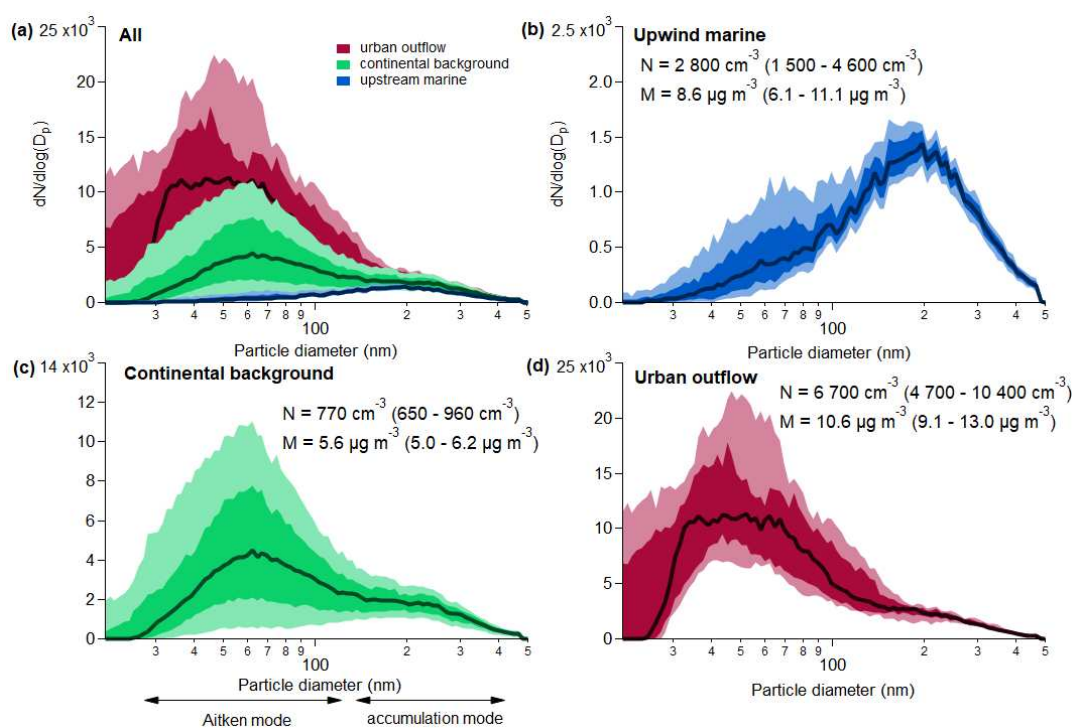 (a)
All
25 x10³
20
15
10
5
0
dN/dlog(Dp)
urban outflow
continental background
upstream marine
3 4 5 6 7 8 9 100 2 3 4 5
Particle diameter (nm)
(b)
Upwind marine
N = 2 800 cm⁻³ (1 500 - 4 600 cm⁻³)
M = 8.6 µg m⁻³ (6.1 - 11.1 µg m⁻³)
2.5 x10³
2.0
1.5
1.0
0.5
0.0
dN/dlog(Dp)
3 4 5 6 7 8 9 100 2 3 4 5
Particle diameter (nm)
(c)
Continental background
N = 770 cm⁻³ (650 - 960 cm⁻³)
M = 5.6 µg m⁻³ (5.0 - 6.2 µg m⁻³)
14 x10³
12
10
8
6
4
2
0
3 4 5 6 7 8 9 100 2 3 4 5
Particle diameter (nm)
Aitken mode
accumulation mode
(d)
Urban outflow
N = 6 700 cm⁻³ (4 700 - 10 400 cm⁻³)
M = 10.6 µg m⁻³ (9.1 - 13.0 µg m⁻³)
25 x10³
20
15
10
5
0
3 4 5 6 7 8 9 100 2 3 4 5
Particle diameter (nm)